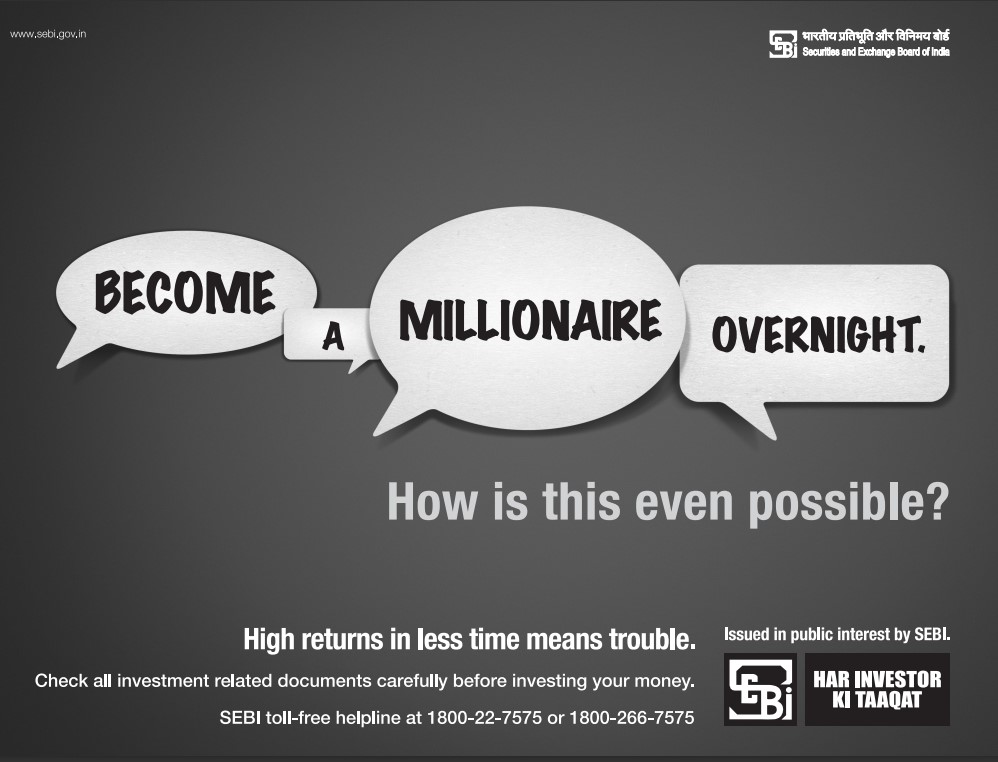 www.sebi.gov.in
SEBI भारतीय प्रतिभूति और विनिमय बोर्ड
Securities and Exchange Board of India
BECOME A MILLIONAIRE OVERNIGHT.
How is this even possible?
High returns in less time means trouble.
Check all investment related documents carefully before investing your money.
SEBI toll-free helpline at 1800-22-7575 or 1800-266-7575
Issued in public interest by SEBI.
SEBI
HAR INVESTOR
KI TAAQAT